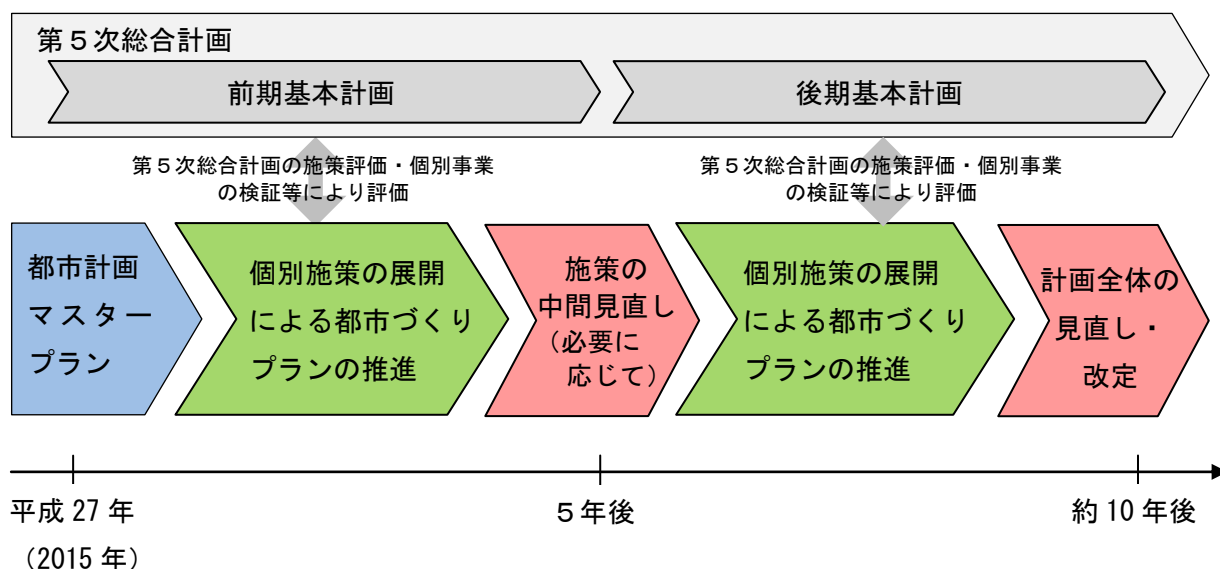 第５次総合計画
前期基本計画
後期基本計画
第５次総合計画の施策評価・個別事業
の検証等により評価
第５次総合計画の施策評価・個別事業
の検証等により評価
都市計画
マスター
プラン
個別施策の展開
による都市づくり
プランの推進
施策の
中間見直し
（必要に
応じて）
個別施策の展開
による都市づくり
プランの推進
計画全体の
見直し・
改定
平成 27 年
（2015 年）
５年後
約 10 年後